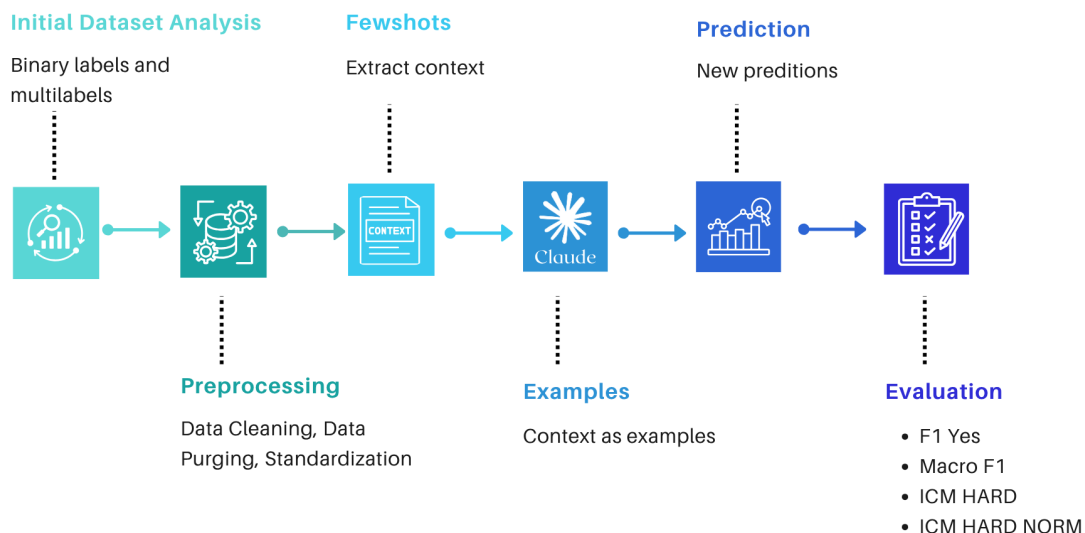 Initial Dataset Analysis
Binary labels and
multilabels
Fewshots
Extract context
Prediction
New preditions
CONTEXT
Claude
Preprocessing
Data Cleaning, Data
Purging, Standardization
Examples
Context as examples
Evaluation
• F1 Yes
• Macro F1
• ICM HARD
• ICM HARD NORM